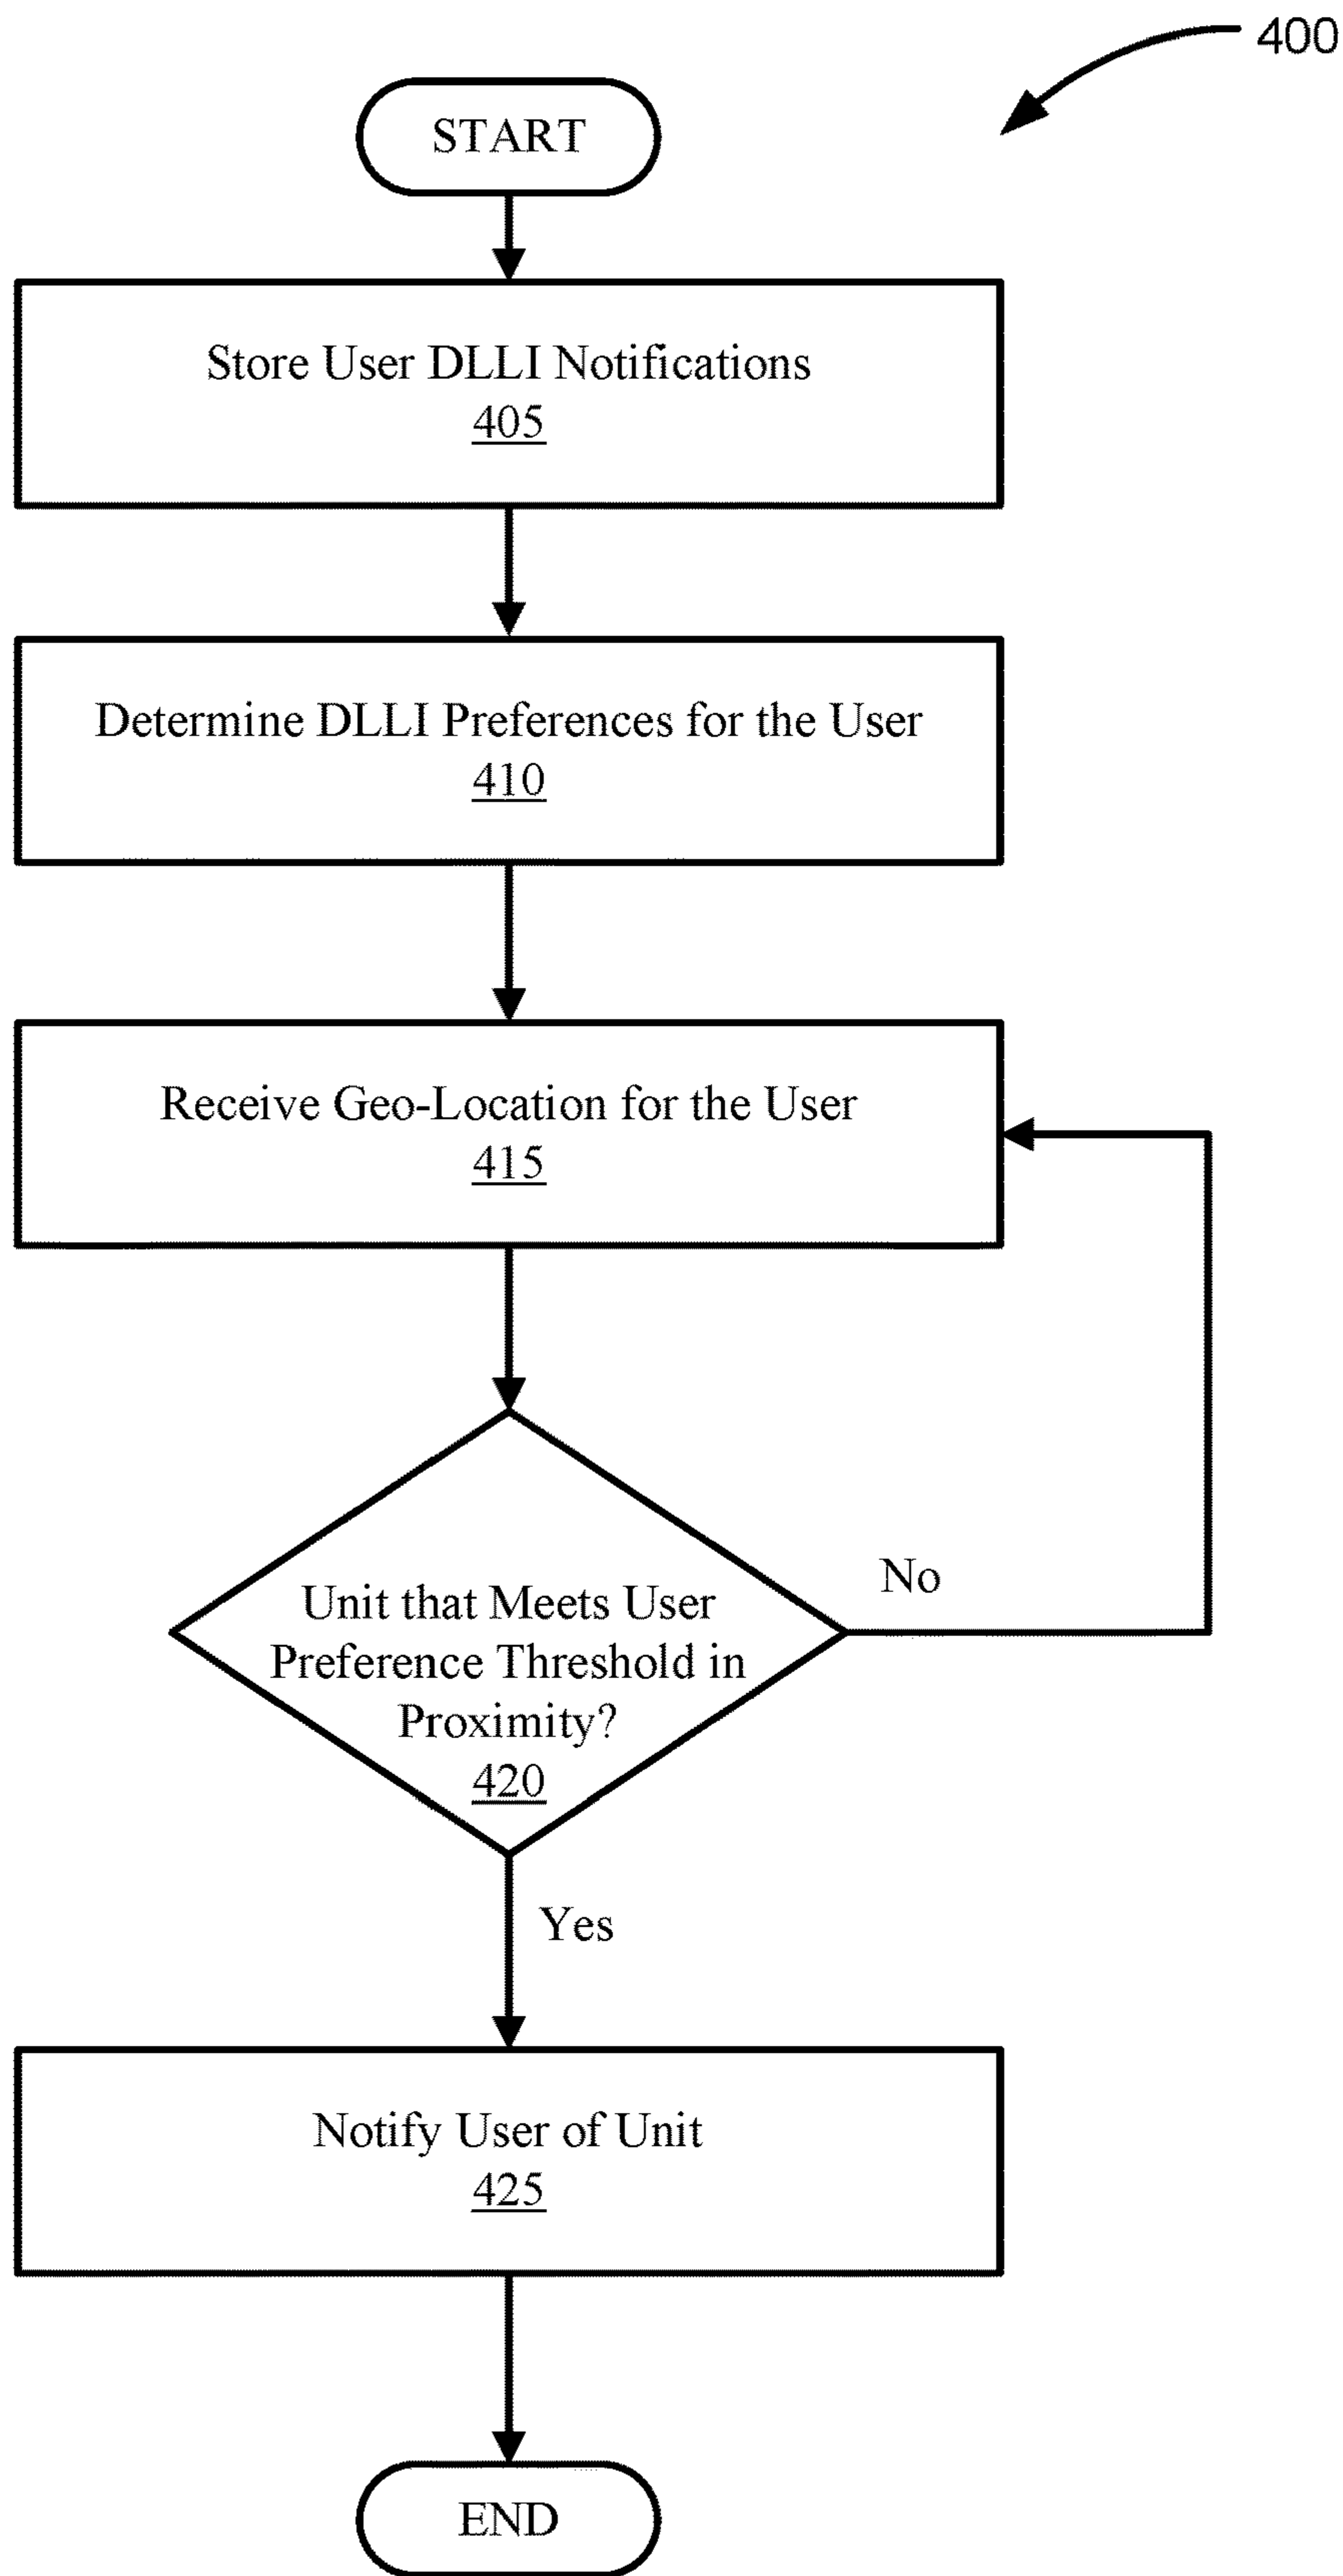 400
START
Store User DLLI Notifications
405
Determine DLLI Preferences for the User
410
Receive Geo-Location for the User
415
Unit that Meets User
Preference Threshold in
Proximity?
420
No
Yes
Notify User of Unit
425
END